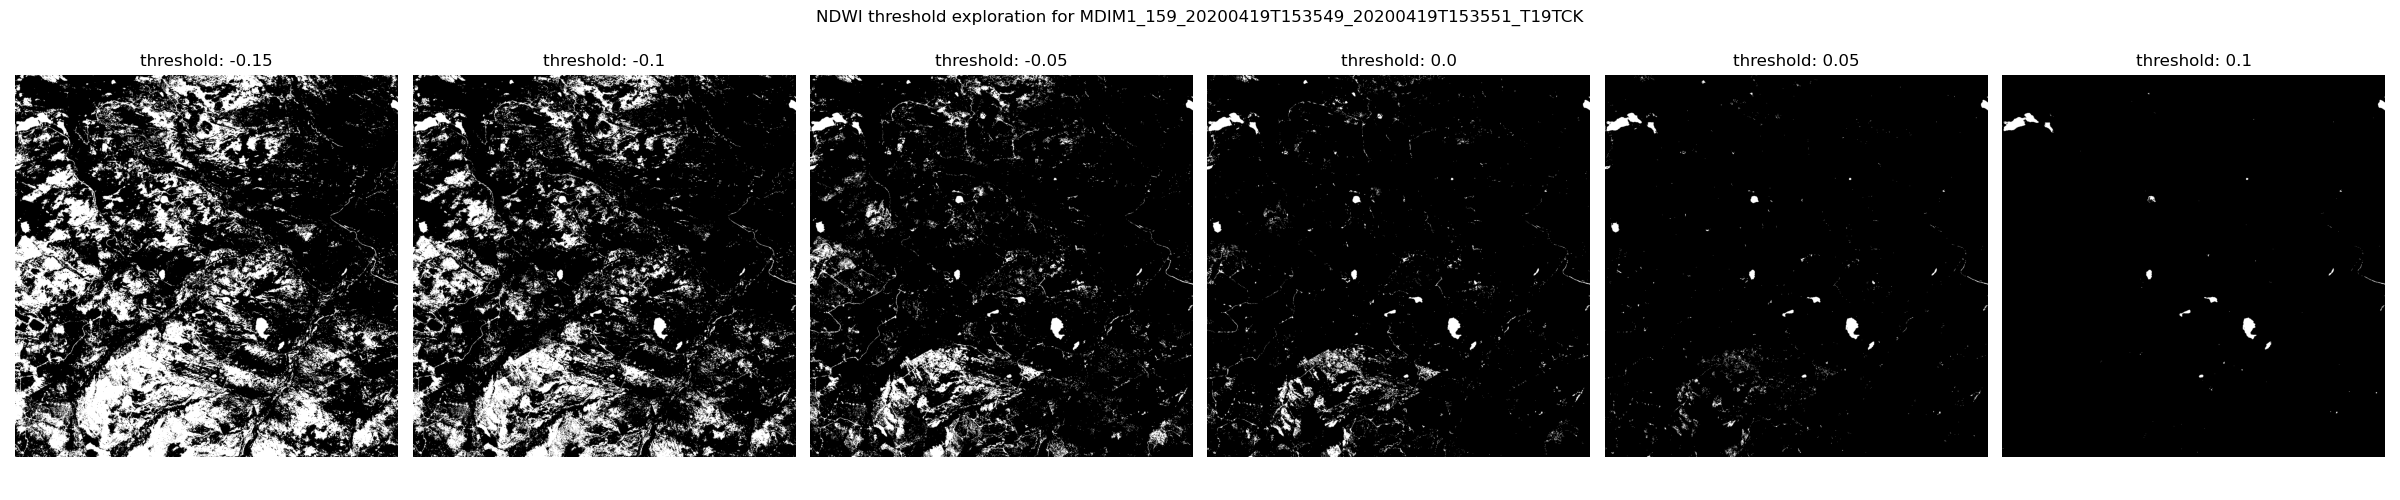 NDWI threshold exploration for MDIM1_159_20200419T153549_20200419T153551_T19TCK
threshold: -0.15
threshold: -0.1
threshold: -0.05
threshold: 0.0
threshold: 0.05
threshold: 0.1